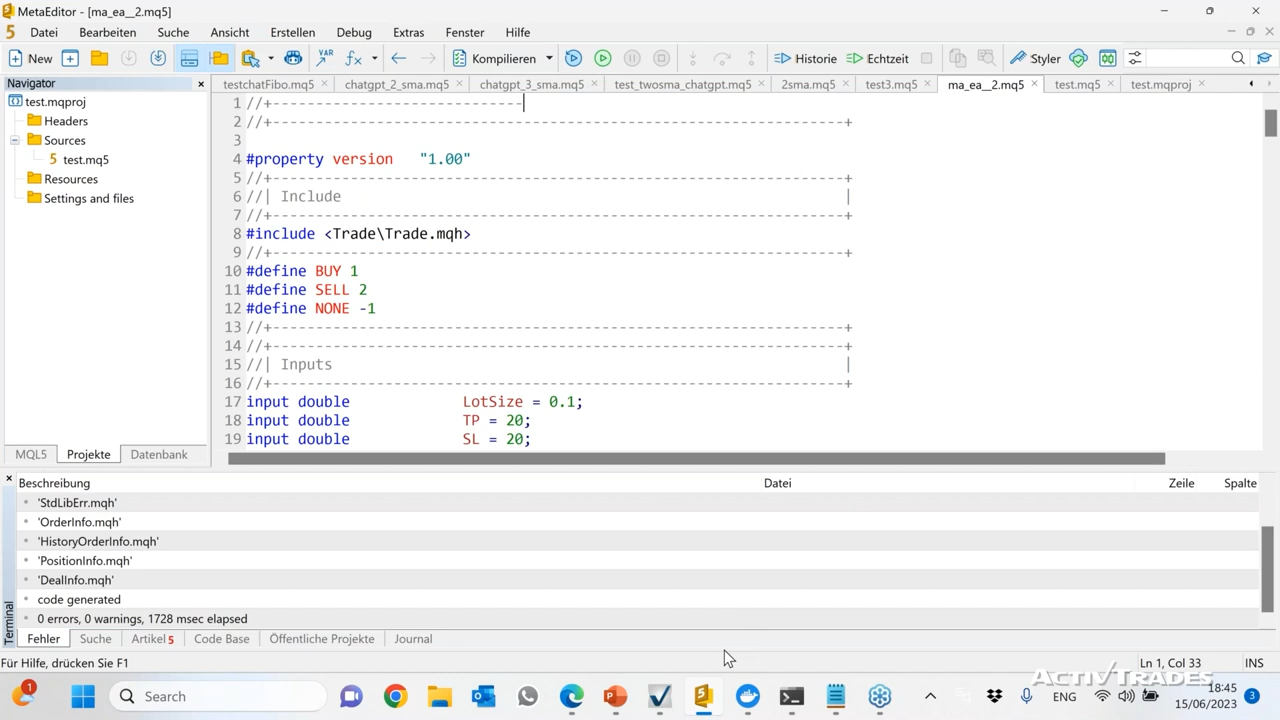 MetaEditor - [ma_ea__2.mq5]
5 Datei Bearbeiten Suche Ansicht Erstellen Debug Extras Fenster Hilfe
New VAR Kompilieren Historie Echtzeit Styler
Navigator
testchatFibo.mq5 chatgpt_2_sma.mq5 chatgpt_3_sma.mq5 test_twosma_chatgpt.mq5 2sma.mq5 test3.mq5 ma_ea__2.mq5 test.mq5 test.mqproj
test.mqproj
Headers
Sources
5 test.mq5
Resources
Settings and files
MQL5 Projekte Datenbank
1 //+-----------------------------
2 //+------------------------------------------------------------------+
3
4 #property version "1.00"
5 //+------------------------------------------------------------------+
6 //| Include |
7 //+------------------------------------------------------------------+
8 #include <Trade\Trade.mqh>
9 //+------------------------------------------------------------------+
10 #define BUY 1
11 #define SELL 2
12 #define NONE -1
13 //+------------------------------------------------------------------+
14 //+------------------------------------------------------------------+
15 //| Inputs |
16 //+------------------------------------------------------------------+
17 input double LotSize = 0.1;
18 input double TP = 20;
19 input double SL = 20;
Beschreibung Datei Zeile Spalte
'StdLibErr.mqh'
'OrderInfo.mqh'
'HistoryOrderInfo.mqh'
'PositionInfo.mqh'
'DealInfo.mqh'
code generated
0 errors, 0 warnings, 1728 msec elapsed
Terminal
Fehler Suche Artikel 5 Code Base Öffentliche Projekte Journal
Für Hilfe, drücken Sie F1 Ln 1, Col 33 INS
ACTIVTRADES
1 Search ENG 18:45
15/06/2023 3